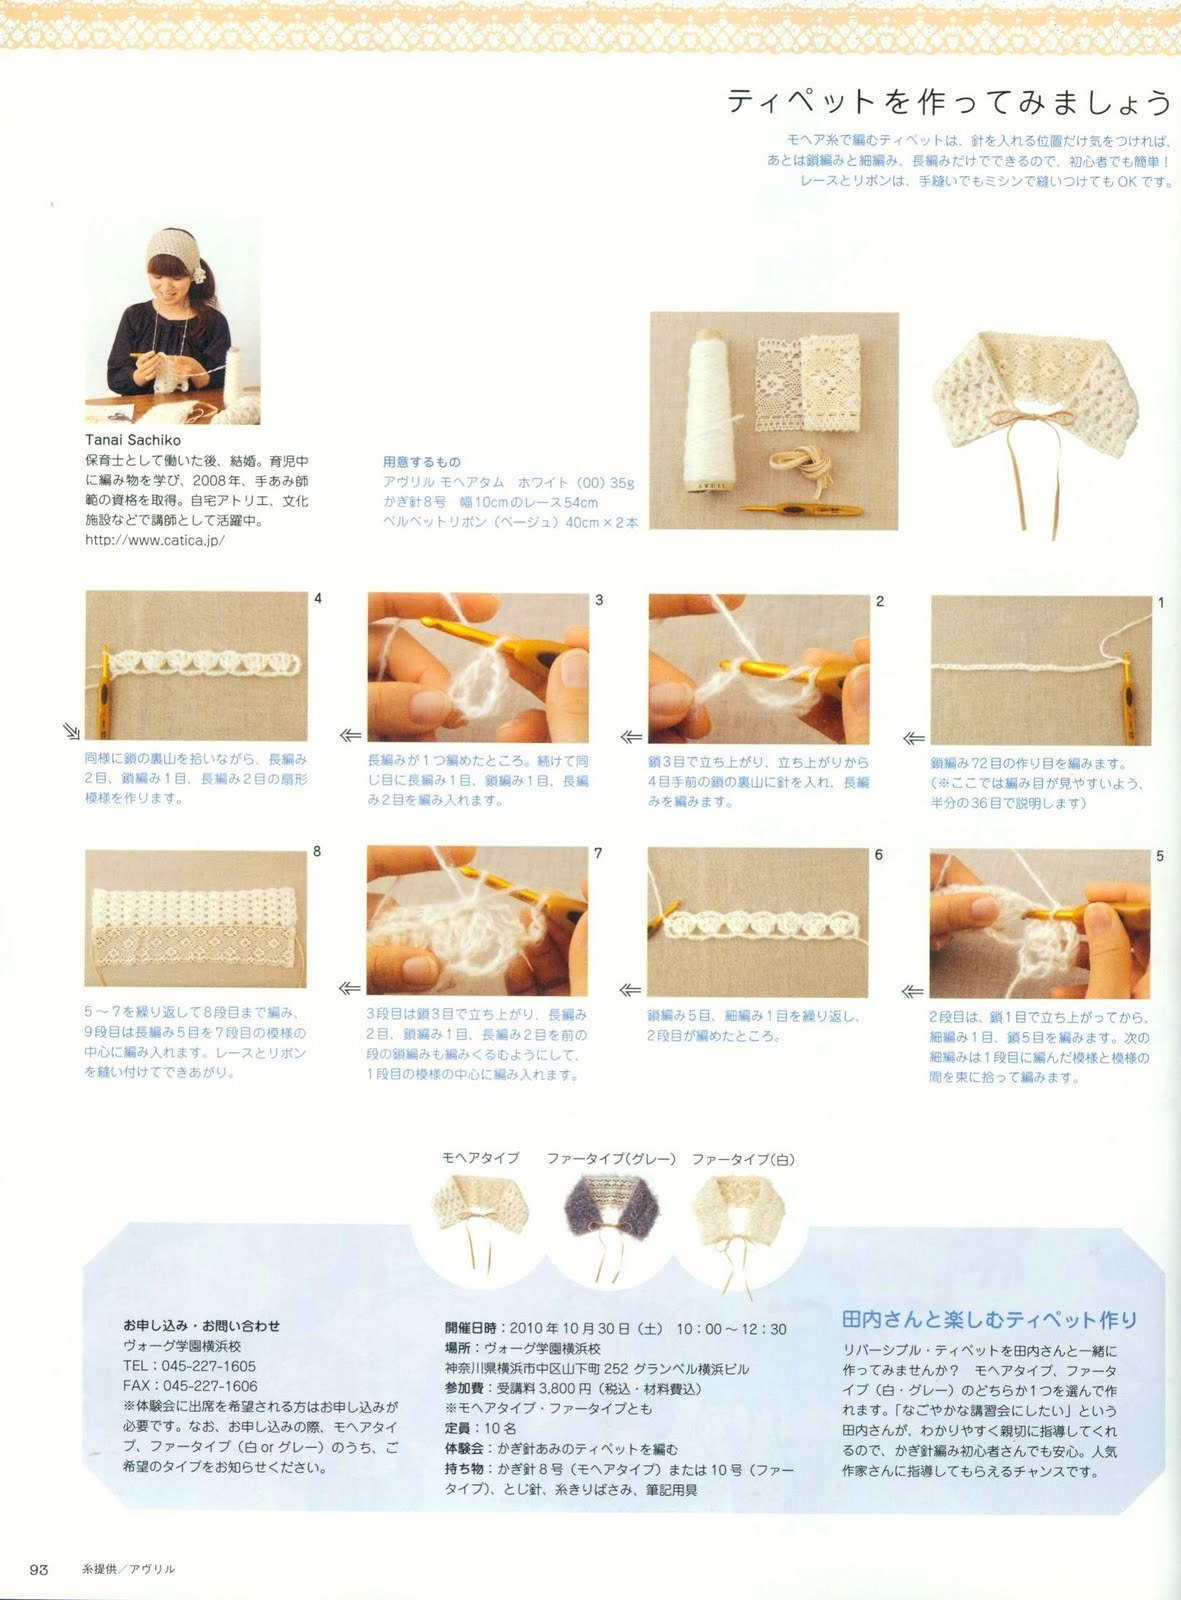 ティペットを作ってみましょう
モヘア糸で編むティペットは、針を入れる位置だけ気をつければ、
あとは鎖編みと細編み、長編みだけでできるので、初心者でも簡単！
レースとリボンは、手縫いでもミシンで縫いつけてもOKです。
Tanai Sachiko
保育士として働いた後、結婚。育児中
に編み物を学び、2008年、手あみ師
範の資格を取得。自宅アトリエ、文化
施設などで講師として活躍中。
http://www.catica.jp/
用意するもの
アヴリル モヘアタム　ホワイト（00）35g
かぎ針8号　幅10cmのレース54cm
ベルベットリボン（ベージュ）40cm×2本
AVRIL
1
鎖編み72目の作り目を編みます。
（※ここでは編み目が見やすいよう、
半分の36目で説明します）
2
鎖3目で立ち上がり、立ち上がりから
4目手前の鎖の裏山に針を入れ、長編
みを編みます。
3
長編みが1つ編めたところ。続けて同
じ目に長編み1目、鎖編み1目、長編
み2目を編み入れます。
4
同様に鎖の裏山を拾いながら、長編み
2目、鎖編み1目、長編み2目の扇形
模様を作ります。
5
2段目は、鎖1目で立ち上がってから、
細編み1目、鎖5目を編みます。次の
細編みは1段目に編んだ模様と模様の
間を束に拾って編みます。
6
鎖編み5目、細編み1目を繰り返し、
2段が編めたところ。
7
3段目は鎖3目で立ち上がり、長編み
2目、鎖編み1目、長編み2目を前の
段の鎖編みも編みくるむようにして、
1段目の模様の中心に編み入れます。
8
5～7を繰り返して8段目まで編み、
9段目は長編み5目を7段目の模様の
中心に編み入れます。レースとリボン
を縫い付けてできあがり。
モヘアタイプ
ファータイプ(グレー)
ファータイプ(白)
田内さんと楽しむティペット作り
リバーシブル・ティペットを田内さんと一緒に
作ってみませんか？　モヘアタイプ、ファータ
イプ（白・グレー）のどちらか1つを選んで作
れます。「なごやかな講習会にしたい」という
田内さんが、わかりやすく親切に指導してくれ
るので、かぎ針編み初心者さんでも安心。人気
作家さんに指導してもらえるチャンスです。
開催日時：2010年10月30日（土）　10：00～12：30
場所：ヴォーグ学園横浜校
神奈川県横浜市中区山下町252 グランベル横浜ビル
参加費：受講料3,800円（税込・材料費込）
※モヘアタイプ・ファータイプとも
定員：10名
体験会：かぎ針あみのティペットを編む
持ち物：かぎ針8号（モヘアタイプ）または10号（ファー
タイプ）、とじ針、糸きりばさみ、筆記用具
お申し込み・お問い合わせ
ヴォーグ学園横浜校
TEL：045-227-1605
FAX：045-227-1606
※体験会に出席を希望される方はお申し込みが
必要です。なお、お申し込みの際、モヘアタイ
プ、ファータイプ（白orグレー）のうち、ご
希望のタイプをお知らせください。
93
糸提供／アヴリル